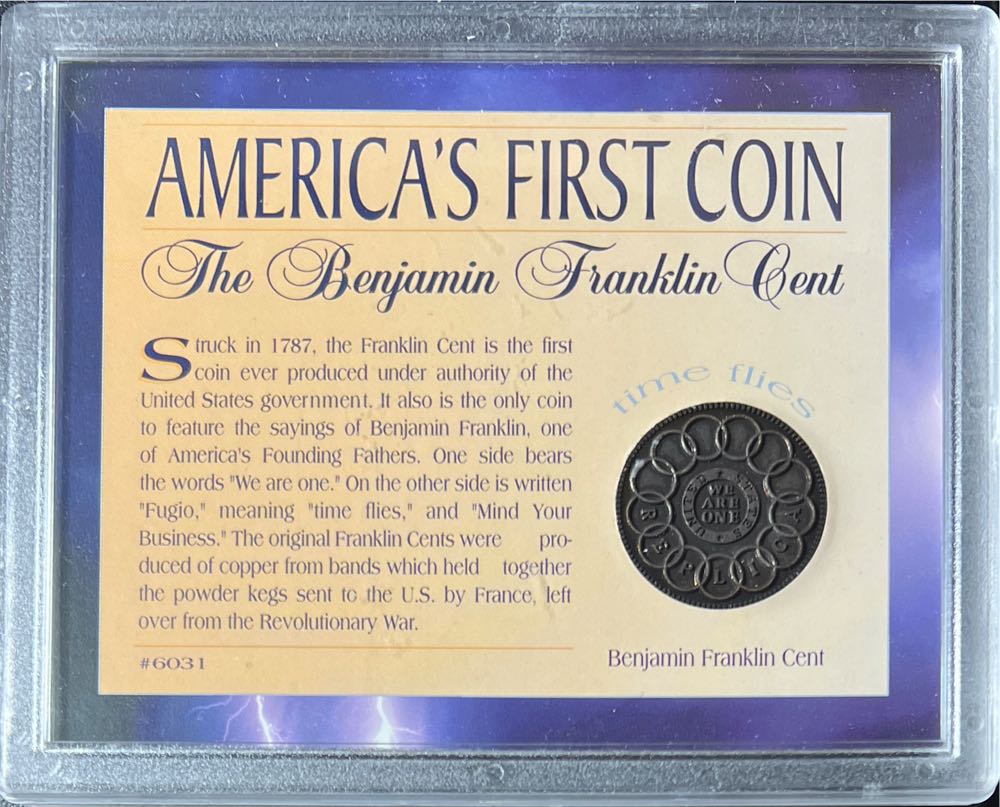 AMERICA'S FIRST COIN
The Benjamin Franklin Cent
Struck in 1787, the Franklin Cent is the first
coin ever produced under authority of the
United States government. It also is the only coin
to feature the sayings of Benjamin Franklin, one
of America's Founding Fathers. One side bears
the words "We are one." On the other side is written
"Fugio," meaning "time flies," and "Mind Your
Business." The original Franklin Cents were pro-
duced of copper from bands which held together
the powder kegs sent to the U.S. by France, left
over from the Revolutionary War.
#6031
time flies
UNITED STATES
WE
ARE
ONE
REPLICA
Benjamin Franklin Cent